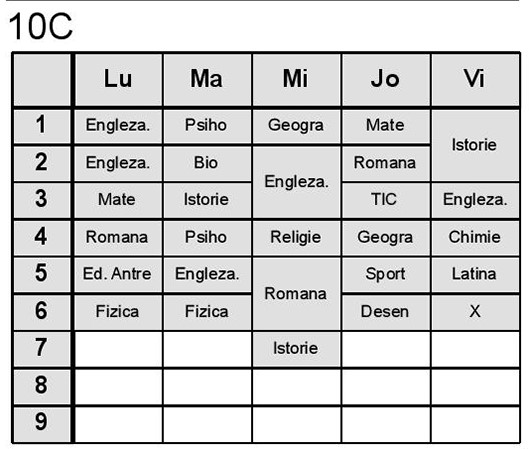 10C
Lu Ma Mi Jo Vi
1 Engleza. Psiho Geogra Mate Istorie
2 Engleza. Bio Engleza. Romana
3 Mate Istorie TIC Engleza.
4 Romana Psiho Religie Geogra Chimie
5 Ed. Antre Engleza. Romana Sport Latina
6 Fizica Fizica Desen X
7 Istorie
8
9